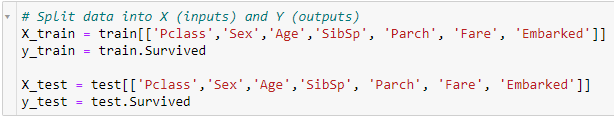 # Split data into X (inputs) and Y (outputs)
X_train = train[['Pclass','Sex','Age','SibSp', 'Parch', 'Fare', 'Embarked']]
y_train = train.Survived

X_test = test[['Pclass','Sex','Age','SibSp', 'Parch', 'Fare', 'Embarked']]
y_test = test.Survived